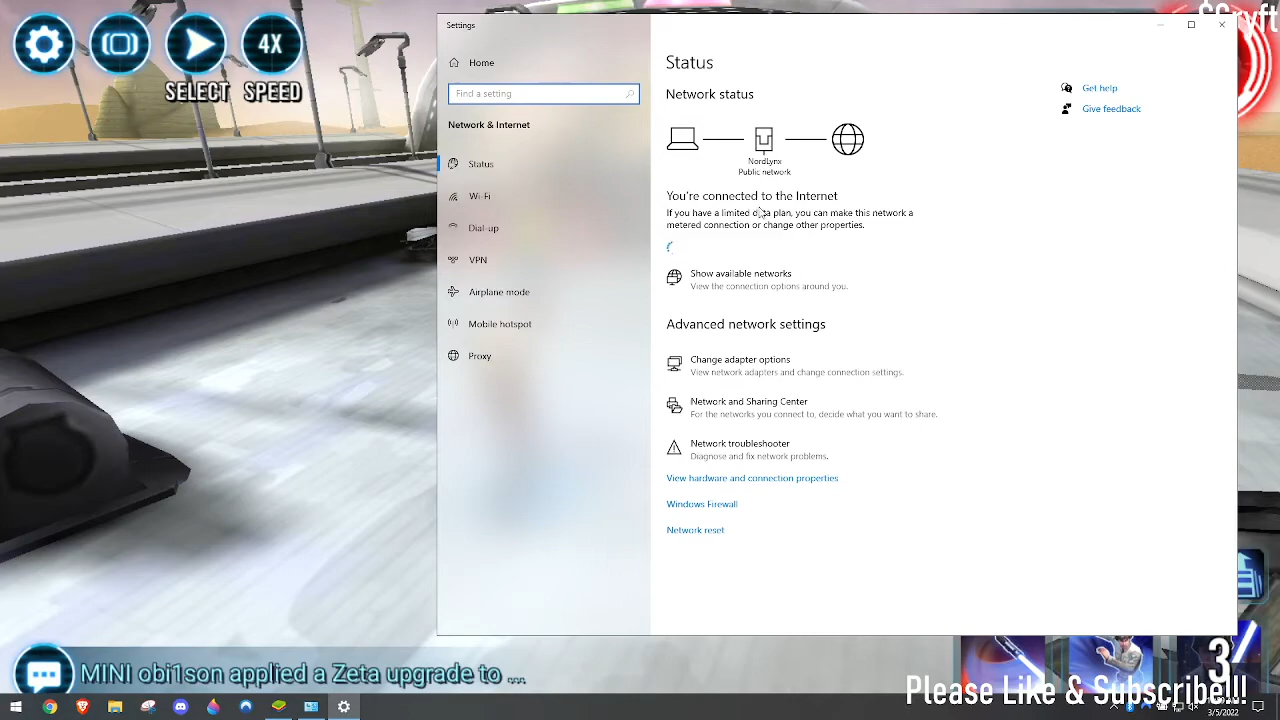 4X
SELECT
SPEED
Settings
Home
Find a setting
Network & Internet
Status
Wi-Fi
Dial-up
VPN
Airplane mode
Mobile hotspot
Proxy
Status
Network status
NordLynx
Public network
You're connected to the Internet
If you have a limited data plan, you can make this network a
metered connection or change other properties.
Show available networks
View the connection options around you.
Advanced network settings
Change adapter options
View network adapters and change connection settings.
Network and Sharing Center
For the networks you connect to, decide what you want to share.
Network troubleshooter
Diagnose and fix network problems.
View hardware and connection properties
Windows Firewall
Network reset
Get help
Give feedback
MINI obi1son applied a Zeta upgrade to ...
3
Please Like & Subscribe!!!
3/5/2022